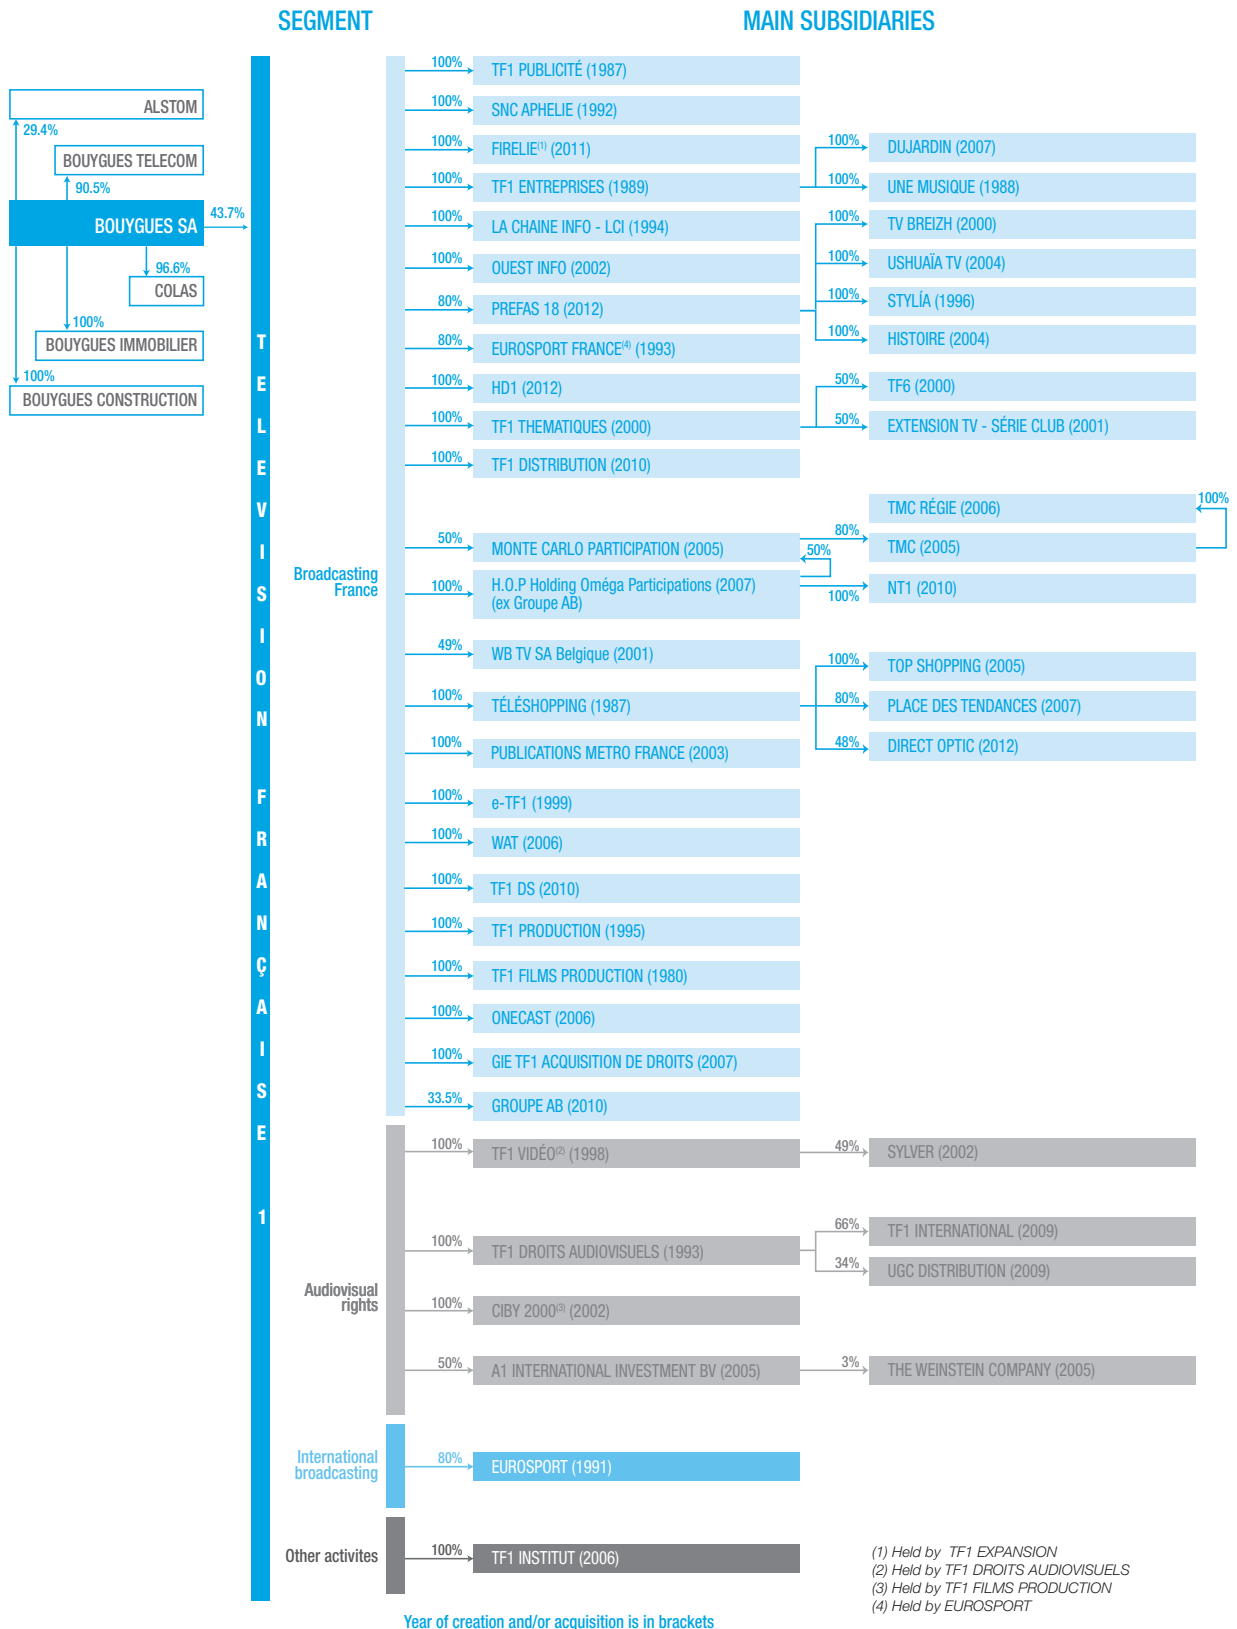 SEGMENT
MAIN SUBSIDIARIES
ALSTOM
29.4%
BOUYGUES TELECOM
90.5%
BOUYGUES SA
43.7%
96.6%
COLAS
100%
BOUYGUES IMMOBILIER
100%
BOUYGUES CONSTRUCTION
TELEVISION FRANÇAISE 1
Broadcasting
France
100%
TF1 PUBLICITÉ (1987)
100%
SNC APHELIE (1992)
100%
FIRELIE(1) (2011)
100%
TF1 ENTREPRISES (1989)
100%
DUJARDIN (2007)
100%
UNE MUSIQUE (1988)
100%
LA CHAINE INFO - LCI (1994)
100%
OUEST INFO (2002)
80%
PREFAS 18 (2012)
100%
TV BREIZH (2000)
100%
USHUAÏA TV (2004)
100%
STYLÍA (1996)
100%
HISTOIRE (2004)
80%
EUROSPORT FRANCE(4) (1993)
100%
HD1 (2012)
100%
TF1 THEMATIQUES (2000)
50%
TF6 (2000)
50%
EXTENSION TV - SÉRIE CLUB (2001)
100%
TF1 DISTRIBUTION (2010)
50%
MONTE CARLO PARTICIPATION (2005)
80%
TMC RÉGIE (2006)
100%
TMC (2005)
50%
100%
H.O.P Holding Oméga Participations (2007)
(ex Groupe AB)
100%
NT1 (2010)
49%
WB TV SA Belgique (2001)
100%
TÉLÉSHOPPING (1987)
100%
TOP SHOPPING (2005)
80%
PLACE DES TENDANCES (2007)
48%
DIRECT OPTIC (2012)
100%
PUBLICATIONS METRO FRANCE (2003)
100%
e-TF1 (1999)
100%
WAT (2006)
100%
TF1 DS (2010)
100%
TF1 PRODUCTION (1995)
100%
TF1 FILMS PRODUCTION (1980)
100%
ONECAST (2006)
100%
GIE TF1 ACQUISITION DE DROITS (2007)
33.5%
GROUPE AB (2010)
Audiovisual
rights
100%
TF1 VIDÉO(2) (1998)
49%
SYLVER (2002)
100%
TF1 DROITS AUDIOVISUELS (1993)
66%
TF1 INTERNATIONAL (2009)
34%
UGC DISTRIBUTION (2009)
100%
CIBY 2000(3) (2002)
50%
A1 INTERNATIONAL INVESTMENT BV (2005)
3%
THE WEINSTEIN COMPANY (2005)
International
broadcasting
80%
EUROSPORT (1991)
Other activites
100%
TF1 INSTITUT (2006)
(1) Held by TF1 EXPANSION
(2) Held by TF1 DROITS AUDIOVISUELS
(3) Held by TF1 FILMS PRODUCTION
(4) Held by EUROSPORT
Year of creation and/or acquisition is in brackets